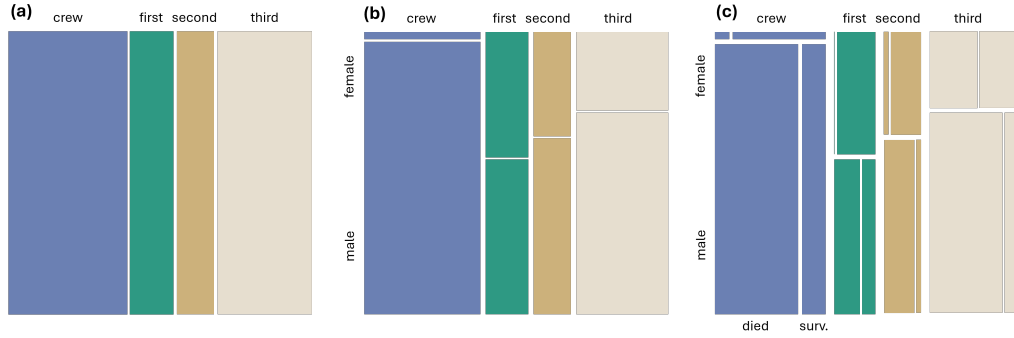 (a)
crew first second third
(b)
crew first second third
female
male
(c)
crew first second third
female
male
died surv.